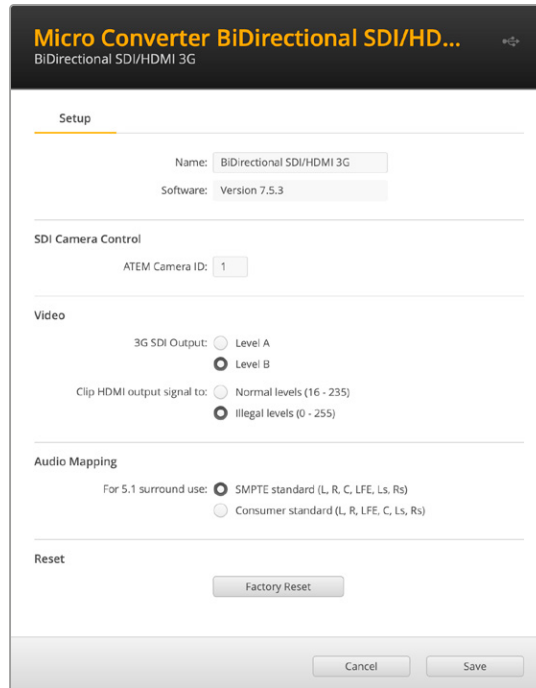 Micro Converter BiDirectional SDI/HD...
BiDirectional SDI/HDMI 3G
Setup
Name: BiDirectional SDI/HDMI 3G
Software: Version 7.5.3
SDI Camera Control
ATEM Camera ID: 1
Video
3G SDI Output: Level A
Level B
Clip HDMI output signal to: Normal levels (16 - 235)
Illegal levels (0 - 255)
Audio Mapping
For 5.1 surround use: SMPTE standard (L, R, C, LFE, Ls, Rs)
Consumer standard (L, R, LFE, C, Ls, Rs)
Reset
Factory Reset
Cancel Save